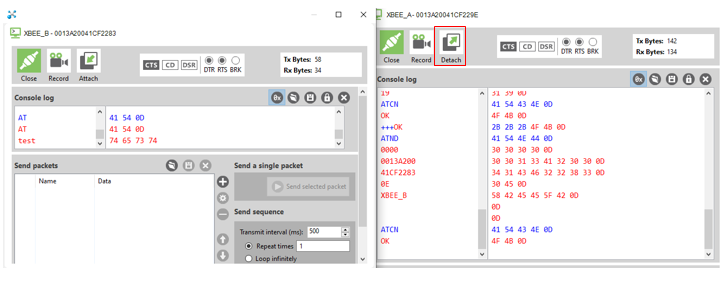 XBEE_B - 0013A20041CF2283
Close
Record
Attach
CTS CD DSR
DTR RTS BRK
Tx Bytes: 58
Rx Bytes: 34
Console log
AT 41 54 0D
AT 41 54 0D
test 74 65 73 74
Send packets
Name Data
Send a single packet
Send selected packet
Send sequence
Transmit interval (ms): 500
Repeat times 1
Loop infinitely
XBEE_A - 0013A20041CF229E
Close
Record
Detach
CTS CD DSR
DTR RTS BRK
Tx Bytes: 142
Rx Bytes: 134
Console log
19 31 39 0D
ATCN 41 54 43 4E 0D
OK 4F 4B 0D
+++OK 2B 2B 2B 4F 4B 0D
ATND 41 54 4E 44 0D
0000 30 30 30 30 0D
0013A200 30 30 31 33 41 32 30 30 0D
41CF2283 34 31 43 46 32 32 38 33 0D
0E 30 45 0D
XBEE_B 58 42 45 45 5F 42 0D
0D
0D
ATCN 41 54 43 4E 0D
OK 4F 4B 0D